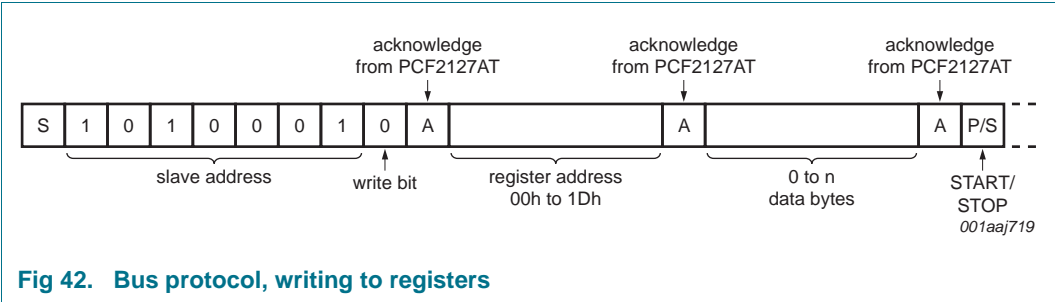 acknowledge
from PCF2127AT
acknowledge
from PCF2127AT
acknowledge
from PCF2127AT
S 1 0 1 0 0 0 1 0 A A A P/S
slave address
write bit
register address
00h to 1Dh
0 to n
data bytes
START/
STOP
001aaj719
Fig 42. Bus protocol, writing to registers